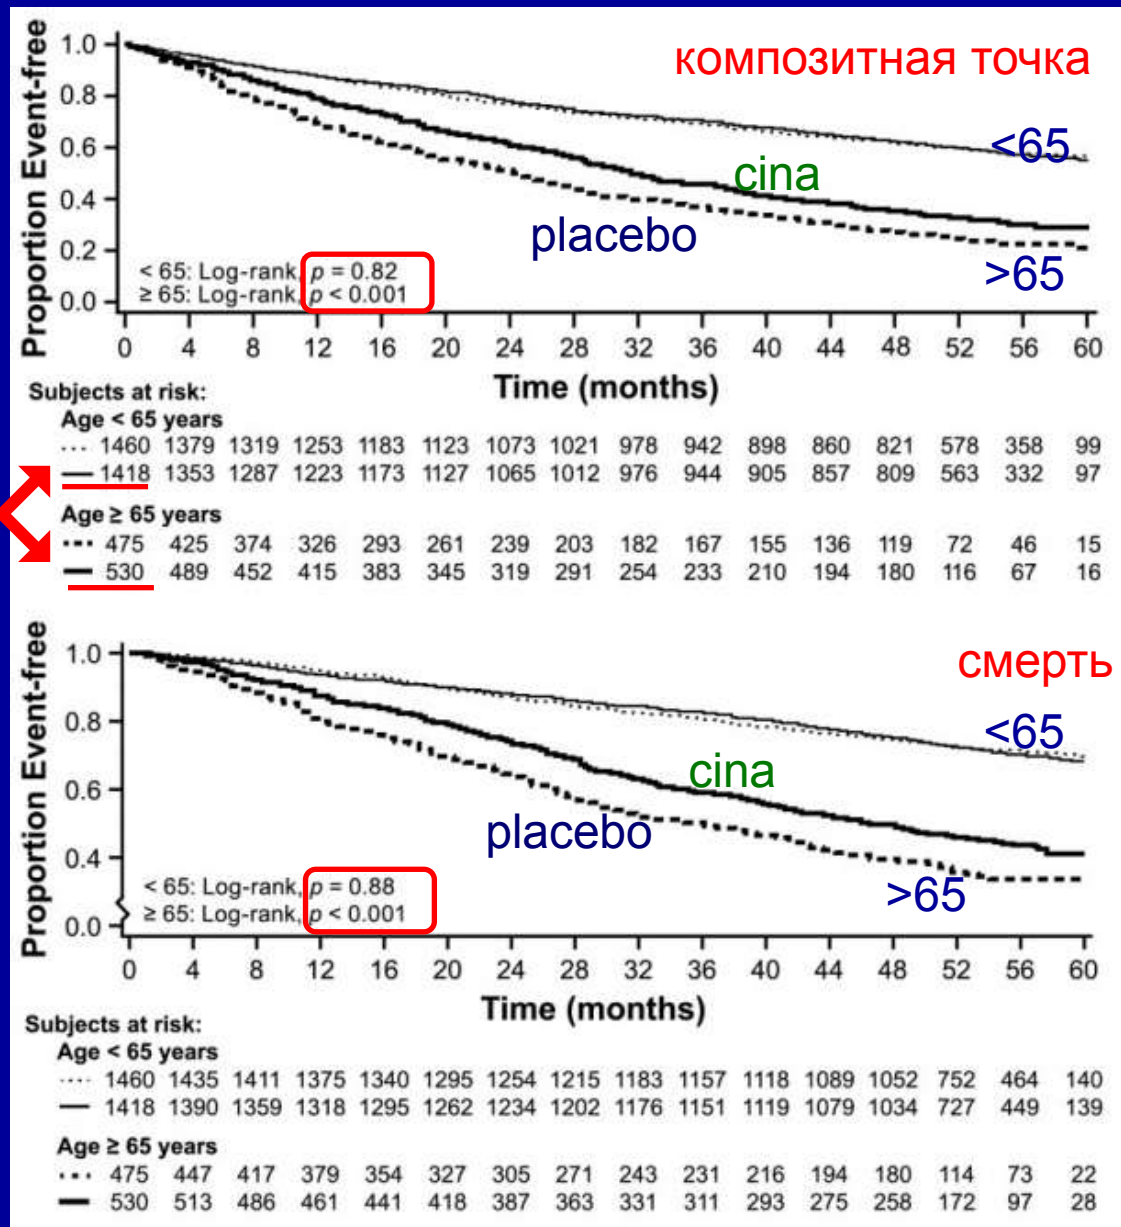 композитная точка
Proportion Event-free
1.0
0.8
0.6
0.4
0.2
0.0
<65
cina
placebo
>65
< 65: Log-rank, p = 0.82
≥ 65: Log-rank, p < 0.001
0 4 8 12 16 20 24 28 32 36 40 44 48 52 56 60
Time (months)
Subjects at risk:
Age < 65 years
1460 1379 1319 1253 1183 1123 1073 1021 978 942 898 860 821 578 358 99
1418 1353 1287 1223 1173 1127 1065 1012 976 944 905 857 809 563 332 97
Age ≥ 65 years
475 425 374 326 293 261 239 203 182 167 155 136 119 72 46 15
530 489 452 415 383 345 319 291 254 233 210 194 180 116 67 16
смерть
Proportion Event-free
1.0
0.8
0.6
0.4
0.0
<65
cina
placebo
>65
< 65: Log-rank, p = 0.88
≥ 65: Log-rank, p < 0.001
0 4 8 12 16 20 24 28 32 36 40 44 48 52 56 60
Time (months)
Subjects at risk:
Age < 65 years
1460 1435 1411 1375 1340 1295 1254 1215 1183 1157 1118 1089 1052 752 464 140
1418 1390 1359 1318 1295 1262 1234 1202 1176 1151 1119 1079 1034 727 449 139
Age ≥ 65 years
475 447 417 379 354 327 305 271 243 231 216 194 180 114 73 22
530 513 486 461 441 418 387 363 331 311 293 275 258 172 97 28